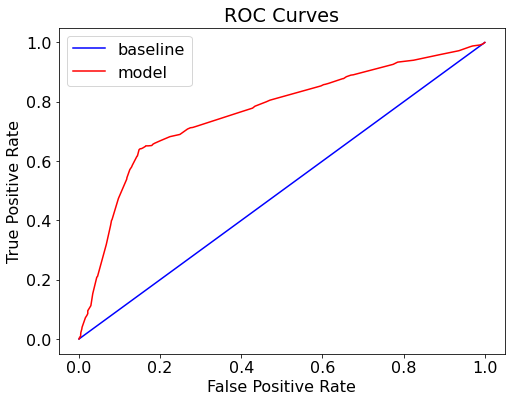 ROC Curves
baseline
model
True Positive Rate
1.0
0.8
0.6
0.4
0.2
0.0
0.0 0.2 0.4 0.6 0.8 1.0
False Positive Rate